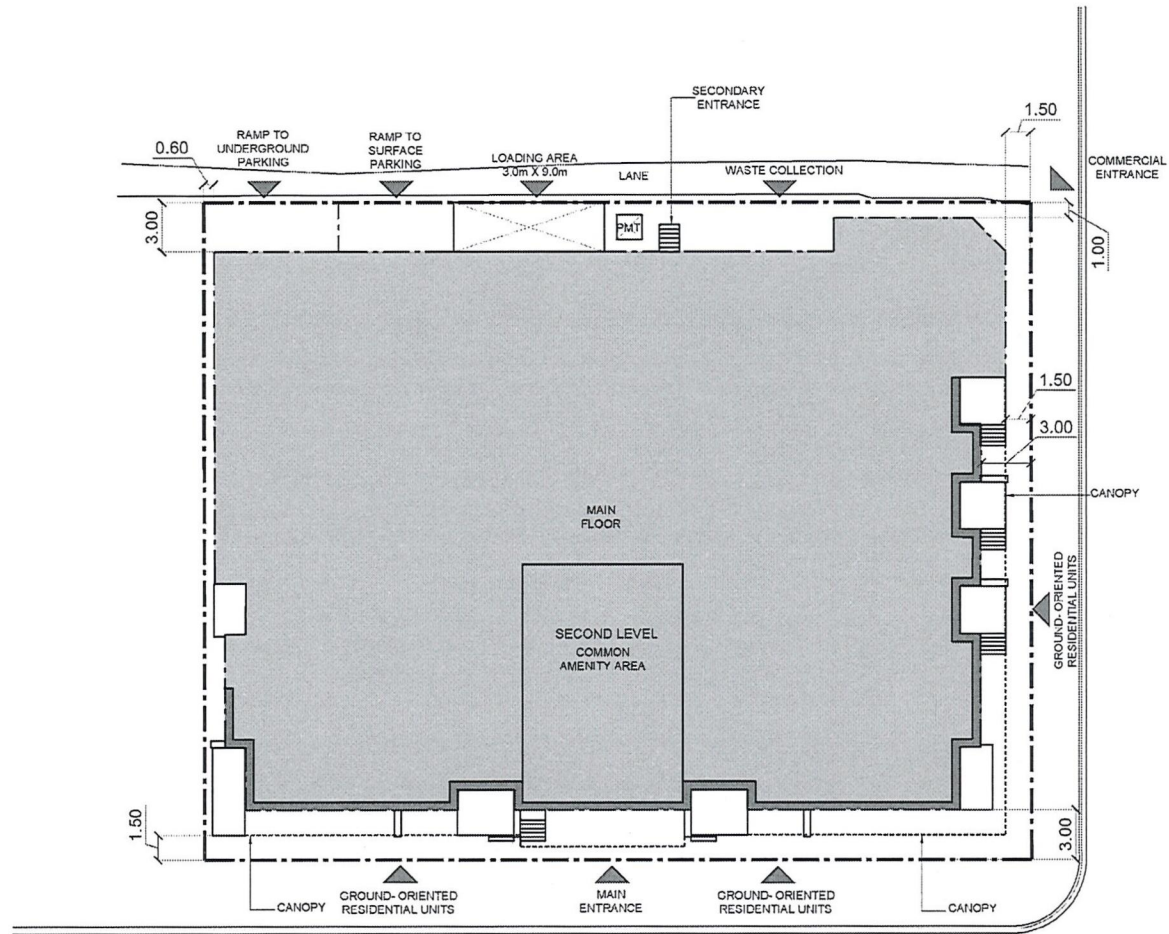 SECONDARY
ENTRANCE
1.50
RAMP TO
UNDERGROUND
PARKING
RAMP TO
SURFACE
PARKING
0.60
LOADING AREA
3.0m X 9.0m
LANE
WASTE COLLECTION
COMMERCIAL
ENTRANCE
3.00
PMT
1.00
1.50
3.00
CANOPY
MAIN
FLOOR
GROUND- ORIENTED
RESIDENTIAL UNITS
SECOND LEVEL
COMMON
AMENITY AREA
1.50
3.00
CANOPY
GROUND- ORIENTED
RESIDENTIAL UNITS
MAIN
ENTRANCE
GROUND- ORIENTED
RESIDENTIAL UNITS
CANOPY